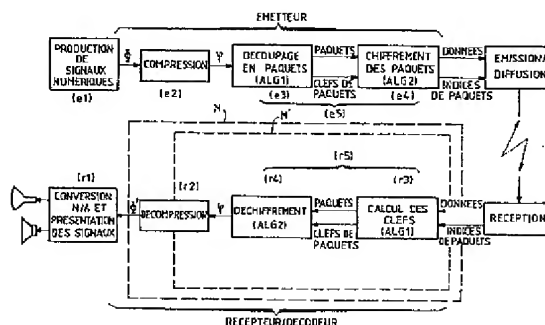 EMETTEUR
PRODUCTION
DE
SIGNAUX
NUMERIQUES
(e1)
COMPRESSION
(e2)
Ψ
DECOUPAGE
EN PAQUETS
(ALG1)
(e3)
PAQUETS
CLEFS DE
PAQUETS
CHIFFREMENT
DES PAQUETS
(ALG2)
(e4)
(e5)
DONNÉES
INDICES
DE PAQUETS
EMISSION/
DIFFUSION
N
N'
(r1)
CONVERSION
N/A ET
PRESENTATION
DES SIGNAUX
(r2)
DECOMPRESSION
Ψ
(r5)
(r4)
DECHIFFREMENT
(ALG2)
PAQUETS
CLEFS DE
PAQUETS
(r3)
CALCUL DES
CLEFS
(ALG1)
DONNÉES
INDICES
DE PAQUETS
RECEPTION
RECEPTEUR/DECODEUR